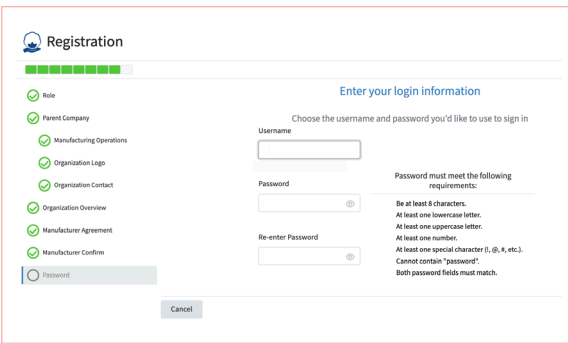 Registration
Role
Parent Company
Manufacturing Operations
Organization Logo
Organization Contact
Organization Overview
Manufacturer Agreement
Manufacturer Confirm
Password
Enter your login information
Choose the username and password you'd like to use to sign in
Username
Password
Re-enter Password
Password must meet the following
requirements:
Be at least 8 characters.
At least one lowercase letter.
At least one uppercase letter.
At least one number.
At least one special character (!, @, #, etc.).
Cannot contain "password".
Both password fields must match.
Cancel